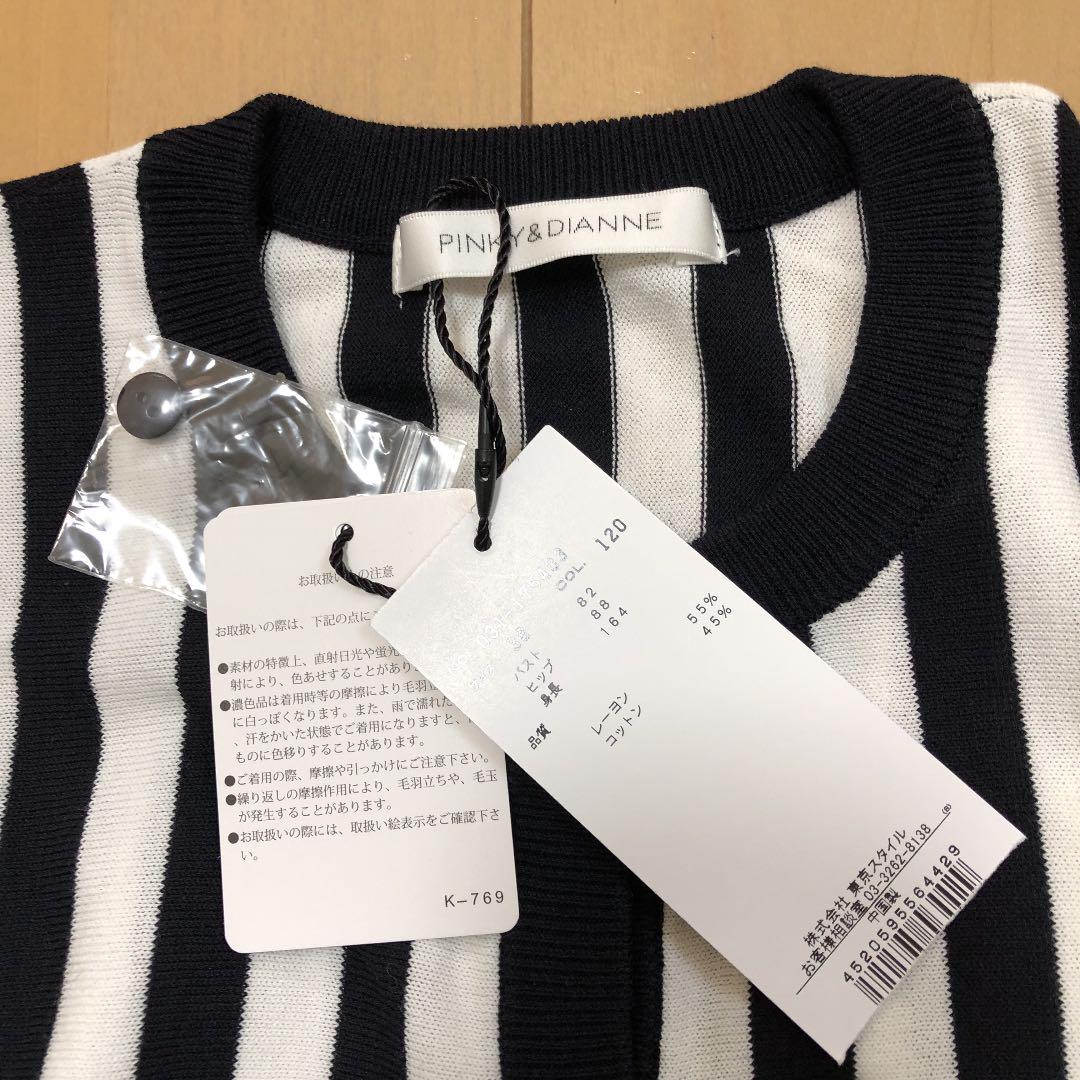 PINKY&DIANNE
お取扱い上の注意
お取扱いの際は、下記の点にご
●素材の特徴上、直射日光や蛍光
射により、色あせすることがあり
●濃色品は着用時等の摩擦により毛羽立
に白っぽくなります。また、雨で濡れた
、汗をかいた状態でご着用になりますと、
ものに色移りすることがあります。
●ご着用の際、摩擦や引っかけにご注意下さい。
●繰り返しの摩擦作用により、毛羽立ちや、毛玉
が発生することがあります。
●お取扱いの際には、取扱い絵表示をご確認下さ
い。
K-769
COL. 120
サイズ 38
バスト 82
ヒップ 88
身長 164
品質
レーヨン 55%
コットン 45%
株式会社 東京スタイル
お客様相談室 03-3262-8138 (8)
中国製
4520595564429